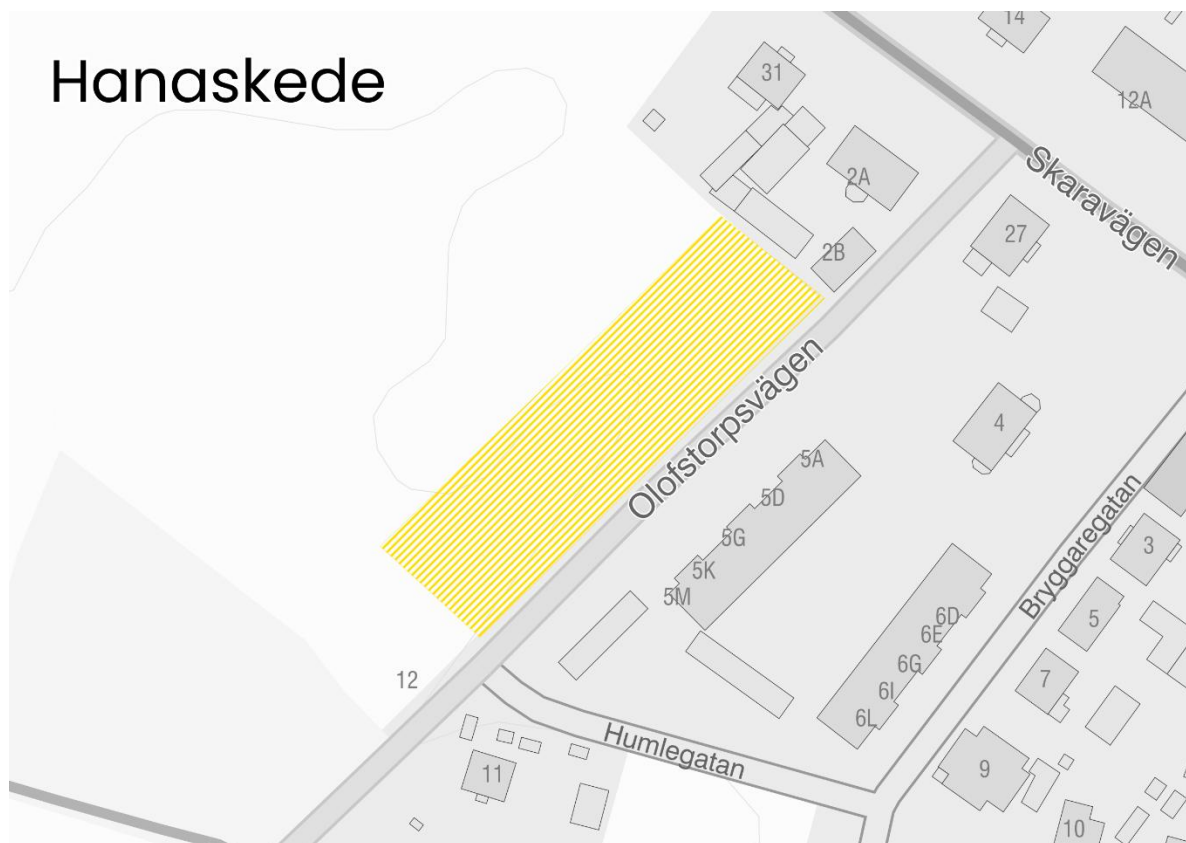 Hanaskede
14
31
12A
2A
Skaravägen
27
2B
Olofstorpsvägen
4
5A
5D
5G
5K
5M
Bryggaregatan
3
5
6D
6E
6G
6I
6L
7
12
Humlegatan
11
9
10